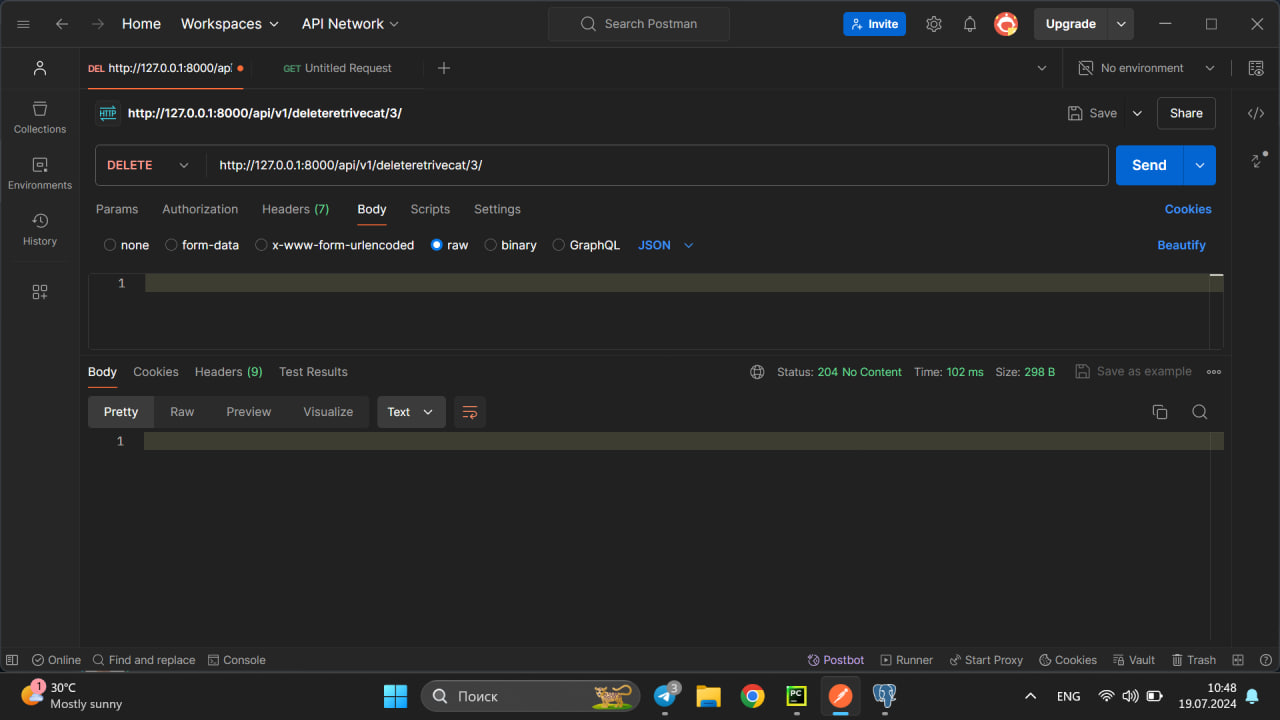 Home Workspaces API Network Search Postman Invite Upgrade
DEL http://127.0.0.1:8000/api GET Untitled Request No environment
HTTP http://127.0.0.1:8000/api/v1/deleteretrivecat/3/ Save Share
Collections
DELETE http://127.0.0.1:8000/api/v1/deleteretrivecat/3/ Send
Environments
Params Authorization Headers (7) Body Scripts Settings Cookies
History
none form-data x-www-form-urlencoded raw binary GraphQL JSON Beautify
1
Body Cookies Headers (9) Test Results Status: 204 No Content Time: 102 ms Size: 298 B Save as example
Pretty Raw Preview Visualize Text
1
Online Find and replace Console Postbot Runner Start Proxy Cookies Vault Trash
1 30°C
Mostly sunny
Поиск 3 PC ENG
10:48
19.07.2024